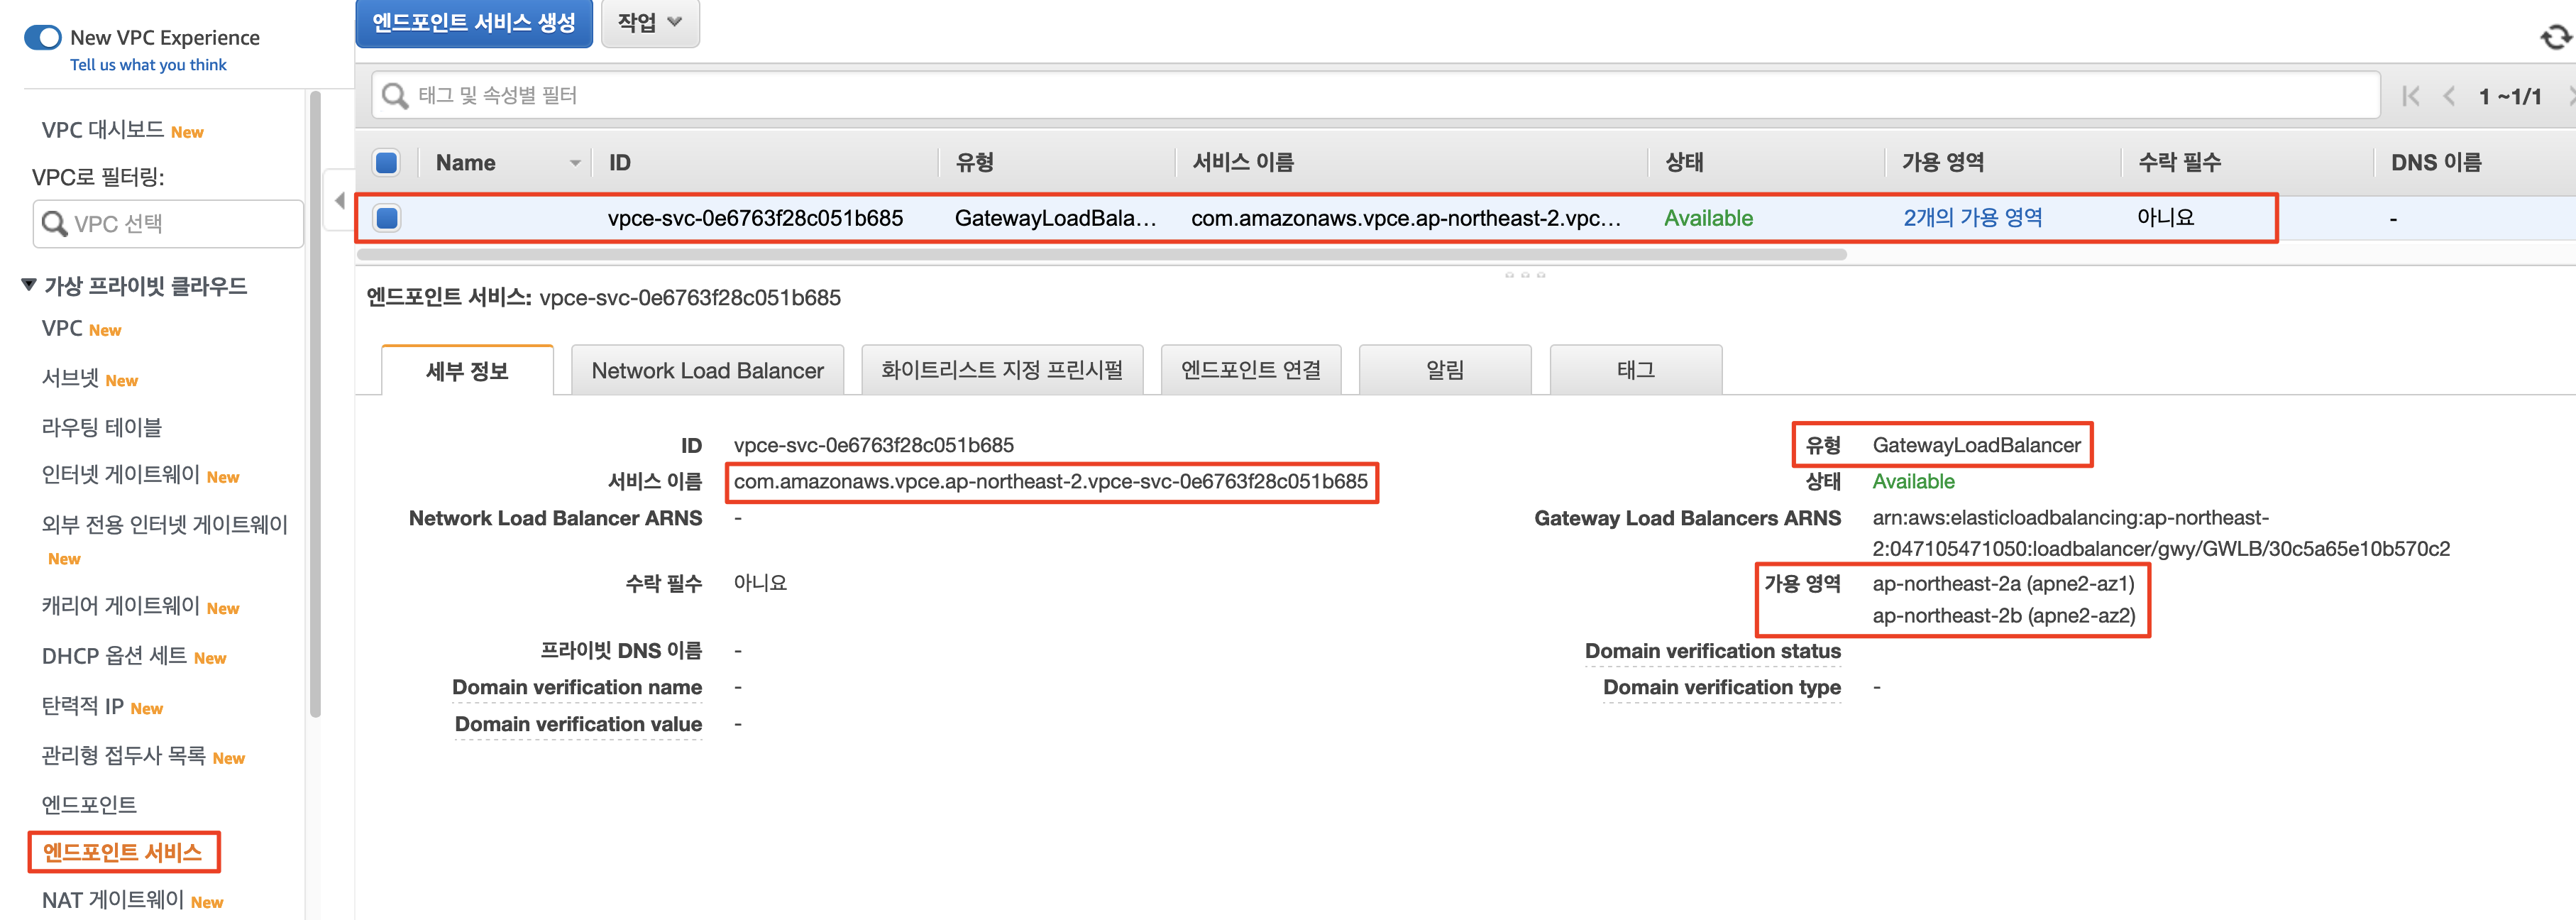 New VPC Experience
Tell us what you think
VPC 대시보드 New
VPC로 필터링:
VPC 선택
가상 프라이빗 클라우드
VPC New
서브넷 New
라우팅 테이블
인터넷 게이트웨이 New
외부 전용 인터넷 게이트웨이
New
캐리어 게이트웨이 New
DHCP 옵션 세트 New
탄력적 IP New
관리형 접두사 목록 New
엔드포인트
엔드포인트 서비스
NAT 게이트웨이 New
엔드포인트 서비스 생성 작업
태그 및 속성별 필터 1 ~1/1
Name ID 유형 서비스 이름 상태 가용 영역 수락 필수 DNS 이름
vpce-svc-0e6763f28c051b685 GatewayLoadBala... com.amazonaws.vpce.ap-northeast-2.vpc... Available 2개의 가용 영역 아니요 -
엔드포인트 서비스: vpce-svc-0e6763f28c051b685
세부 정보 Network Load Balancer 화이트리스트 지정 프린시펄 엔드포인트 연결 알림 태그
ID vpce-svc-0e6763f28c051b685 유형 GatewayLoadBalancer
서비스 이름 com.amazonaws.vpce.ap-northeast-2.vpce-svc-0e6763f28c051b685 상태 Available
Network Load Balancer ARNS - Gateway Load Balancers ARNS arn:aws:elasticloadbalancing:ap-northeast-
2:047105471050:loadbalancer/gwy/GWLB/30c5a65e10b570c2
수락 필수 아니요 가용 영역 ap-northeast-2a (apne2-az1)
ap-northeast-2b (apne2-az2)
프라이빗 DNS 이름 - Domain verification status
Domain verification name - Domain verification type -
Domain verification value -